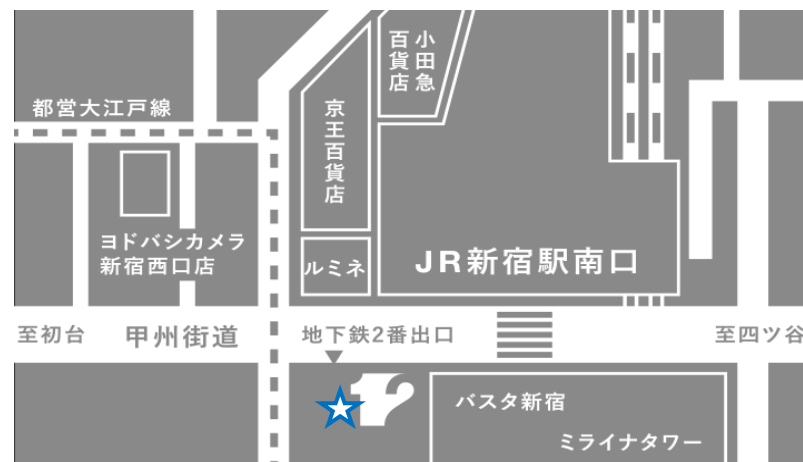 小田急
百貨店
都営大江戸線
京王百貨店
ヨドバシカメラ
新宿西口店
ルミネ
JR新宿駅南口
至初台
甲州街道
地下鉄2番出口
至四ツ谷
12
バスタ新宿
ミライナタワー